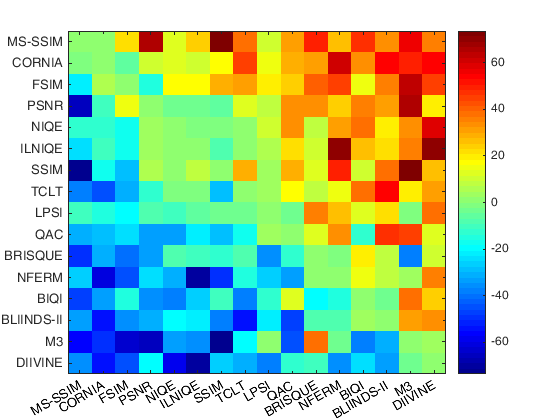 MS-SSIM
CORNIA
FSIM
PSNR
NIQE
ILNIQE
SSIM
TCLT
LPSI
QAC
BRISQUE
NFERM
BIQI
BLIINDS-II
M3
DIIVINE
MS-SSIM
CORNIA
FSIM
PSNR
NIQE
ILNIQE
SSIM
TCLT
LPSI
QAC
BRISQUE
NFERM
BIQI
BLIINDS-II
M3
DIIVINE
60
40
20
0
-20
-40
-60